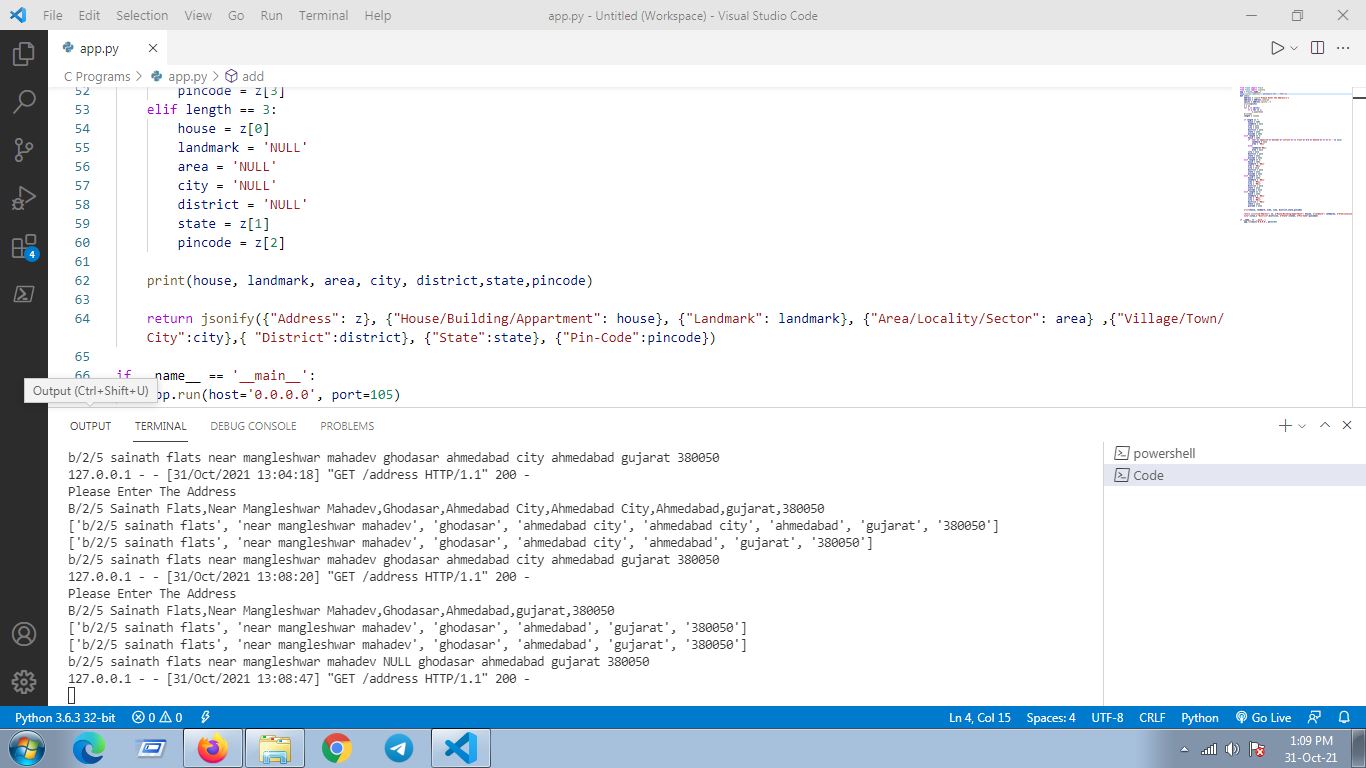 File Edit Selection View Go Run Terminal Help app.py - Untitled (Workspace) - Visual Studio Code
app.py
C Programs > app.py > add
52 pincode = z[3]
53 elif length == 3:
54 house = z[0]
55 landmark = 'NULL'
56 area = 'NULL'
57 city = 'NULL'
58 district = 'NULL'
59 state = z[1]
60 pincode = z[2]
61
62 print(house, landmark, area, city, district,state,pincode)
63
64 return jsonify({"Address": z}, {"House/Building/Appartment": house}, {"Landmark": landmark}, {"Area/Locality/Sector": area} ,{"Village/Town/
City":city},{ "District":district}, {"State":state}, {"Pin-Code":pincode})
65
66 if __name__ == '__main__':
Output (Ctrl+Shift+U)
pp.run(host='0.0.0.0', port=105)
OUTPUT TERMINAL DEBUG CONSOLE PROBLEMS
b/2/5 sainath flats near mangleshwar mahadev ghodasar ahmedabad city ahmedabad gujarat 380050
127.0.0.1 - - [31/Oct/2021 13:04:18] "GET /address HTTP/1.1" 200 -
Please Enter The Address
B/2/5 Sainath Flats,Near Mangleshwar Mahadev,Ghodasar,Ahmedabad City,Ahmedabad City,Ahmedabad,gujarat,380050
['b/2/5 sainath flats', 'near mangleshwar mahadev', 'ghodasar', 'ahmedabad city', 'ahmedabad city', 'ahmedabad', 'gujarat', '380050']
['b/2/5 sainath flats', 'near mangleshwar mahadev', 'ghodasar', 'ahmedabad city', 'ahmedabad', 'gujarat', '380050']
b/2/5 sainath flats near mangleshwar mahadev ghodasar ahmedabad city ahmedabad gujarat 380050
127.0.0.1 - - [31/Oct/2021 13:08:20] "GET /address HTTP/1.1" 200 -
Please Enter The Address
B/2/5 Sainath Flats,Near Mangleshwar Mahadev,Ghodasar,Ahmedabad,gujarat,380050
['b/2/5 sainath flats', 'near mangleshwar mahadev', 'ghodasar', 'ahmedabad', 'gujarat', '380050']
['b/2/5 sainath flats', 'near mangleshwar mahadev', 'ghodasar', 'ahmedabad', 'gujarat', '380050']
b/2/5 sainath flats near mangleshwar mahadev NULL ghodasar ahmedabad gujarat 380050
127.0.0.1 - - [31/Oct/2021 13:08:47] "GET /address HTTP/1.1" 200 -
powershell
Code
4
Python 3.6.3 32-bit 0 0 Ln 4, Col 15 Spaces: 4 UTF-8 CRLF Python Go Live
1:09 PM
31-Oct-21